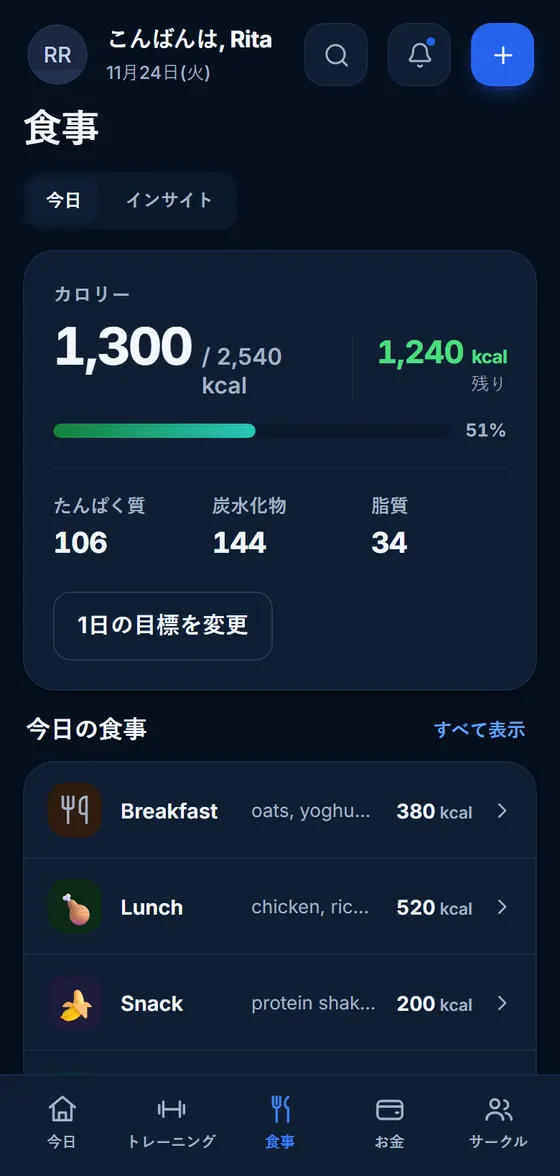 RR
こんばんは, Rita
11月24日(火)
食事
今日
インサイト
カロリー
1,300 / 2,540 kcal
1,240 kcal
残り
51%
たんぱく質
炭水化物
脂質
106
144
34
1日の目標を変更
今日の食事
すべて表示
Breakfast oats, yoghu... 380 kcal
Lunch chicken, ric... 520 kcal
Snack protein shak... 200 kcal
今日
トレーニング
食事
お金
サークル